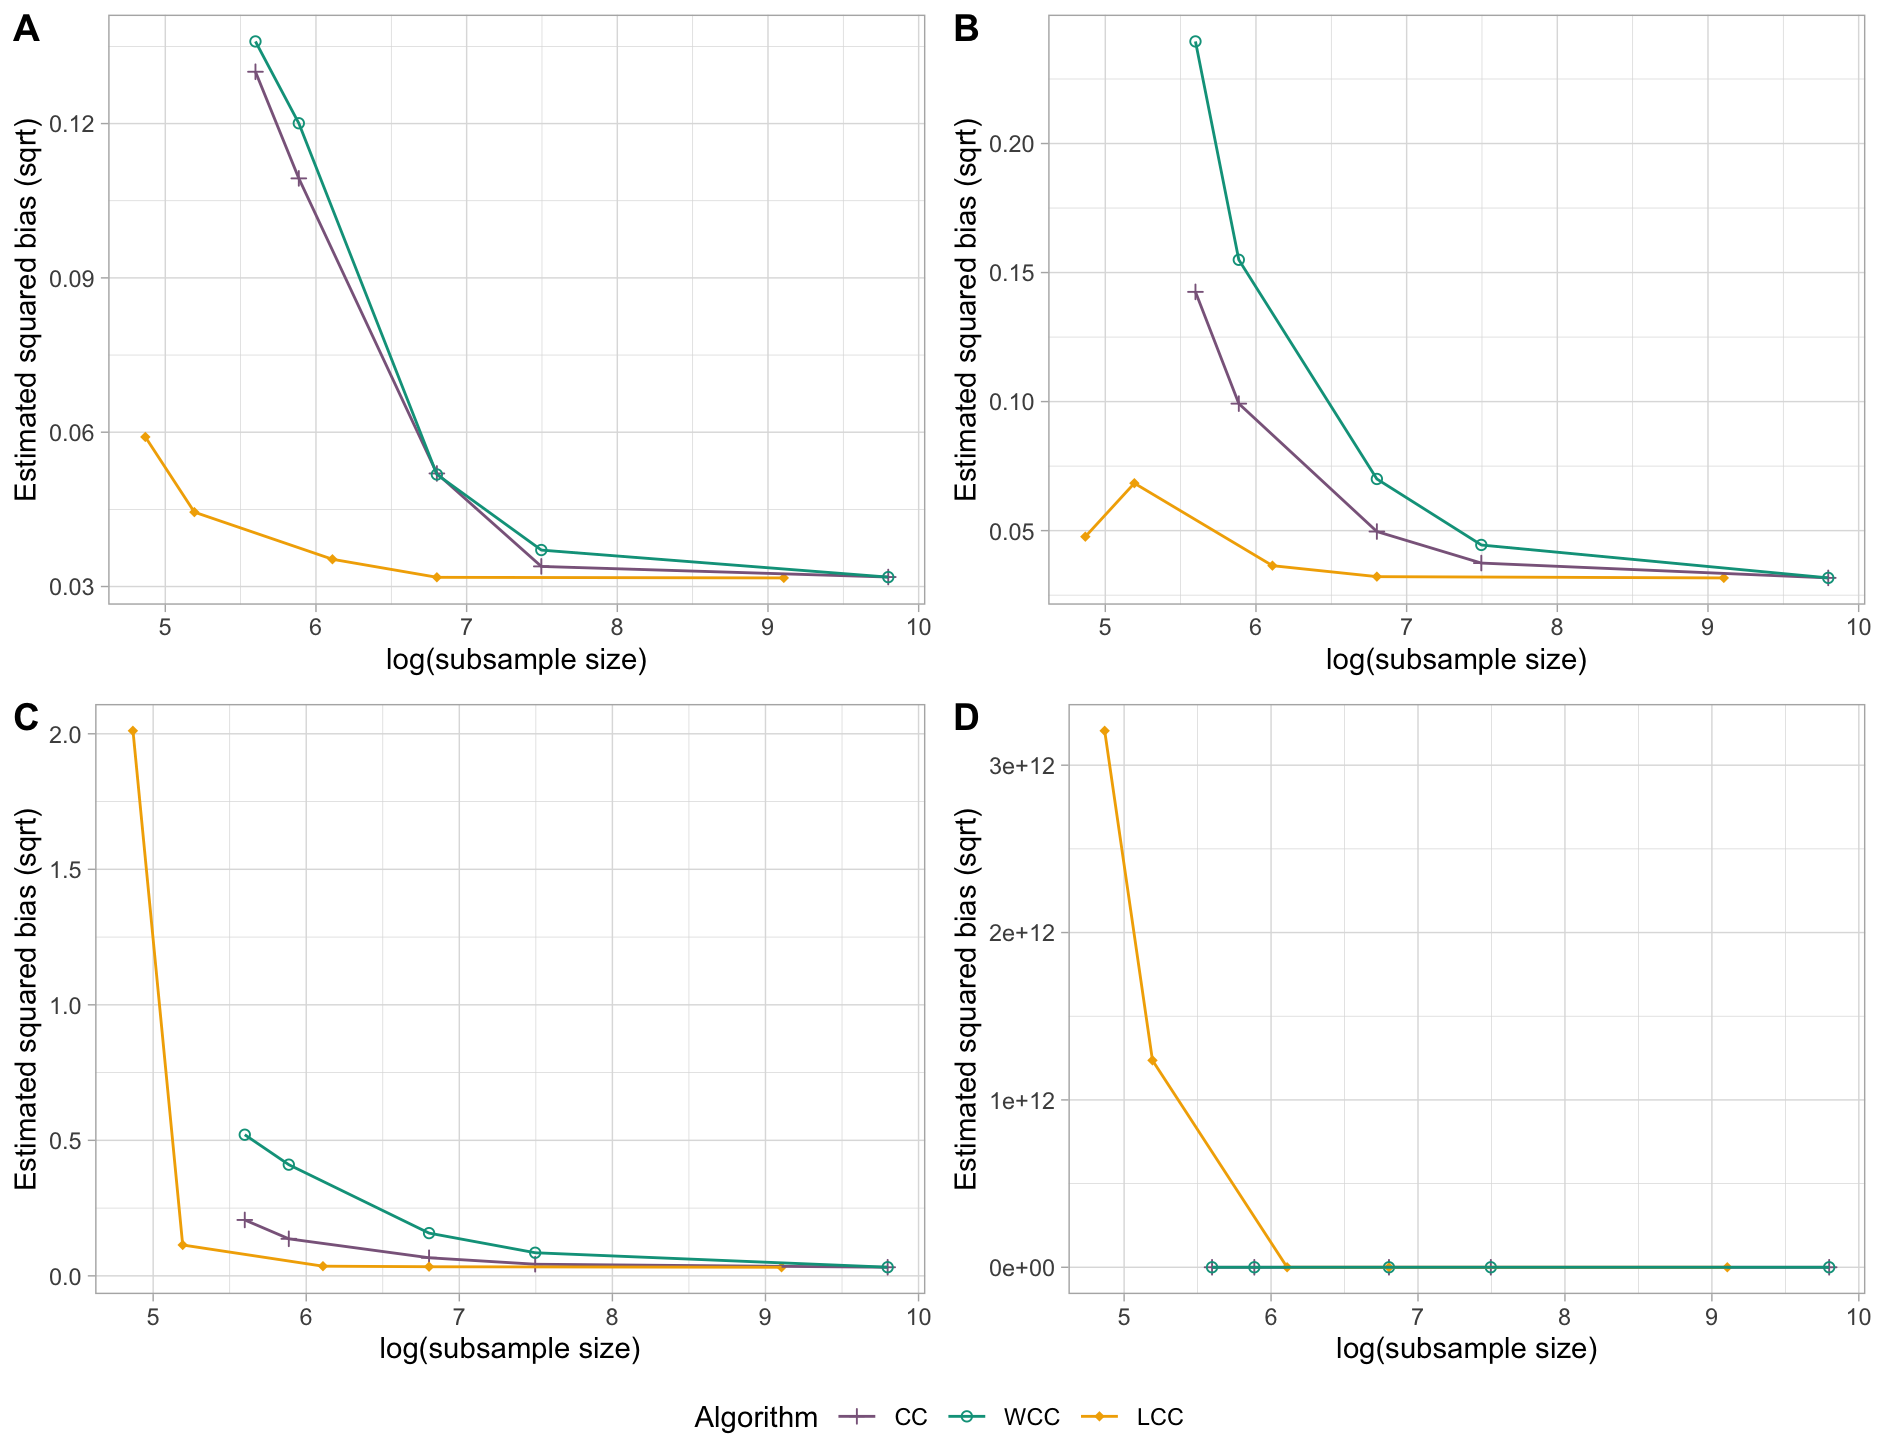 A
Estimated squared bias (sqrt)
0.12
0.09
0.06
0.03
5 6 7 8 9 10
log(subsample size)
B
Estimated squared bias (sqrt)
0.20
0.15
0.10
0.05
5 6 7 8 9 10
log(subsample size)
C
Estimated squared bias (sqrt)
2.0
1.5
1.0
0.5
0.0
5 6 7 8 9 10
log(subsample size)
D
Estimated squared bias (sqrt)
3e+12
2e+12
1e+12
0e+00
5 6 7 8 9 10
log(subsample size)
Algorithm CC WCC LCC